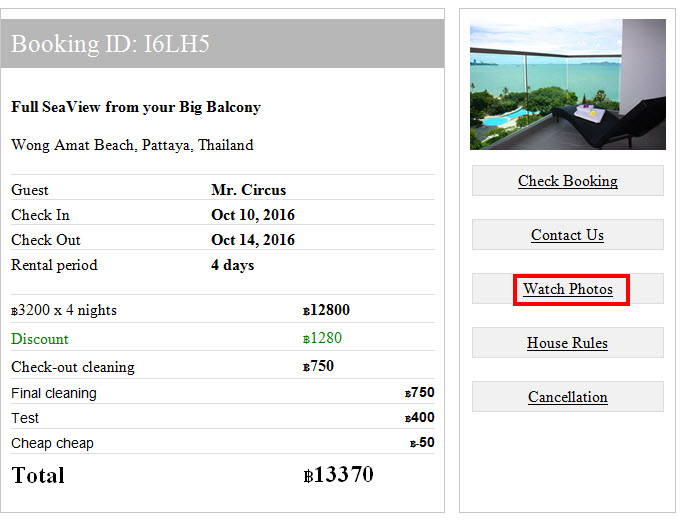 Booking ID: I6LH5
Full SeaView from your Big Balcony
Wong Amat Beach, Pattaya, Thailand
Guest Mr. Circus
Check In Oct 10, 2016
Check Out Oct 14, 2016
Rental period 4 days
฿3200 x 4 nights ฿12800
Discount ฿1280
Check-out cleaning ฿750
Final cleaning ฿750
Test ฿400
Cheap cheap ฿-50
Total ฿13370
Check Booking
Contact Us
Watch Photos
House Rules
Cancellation